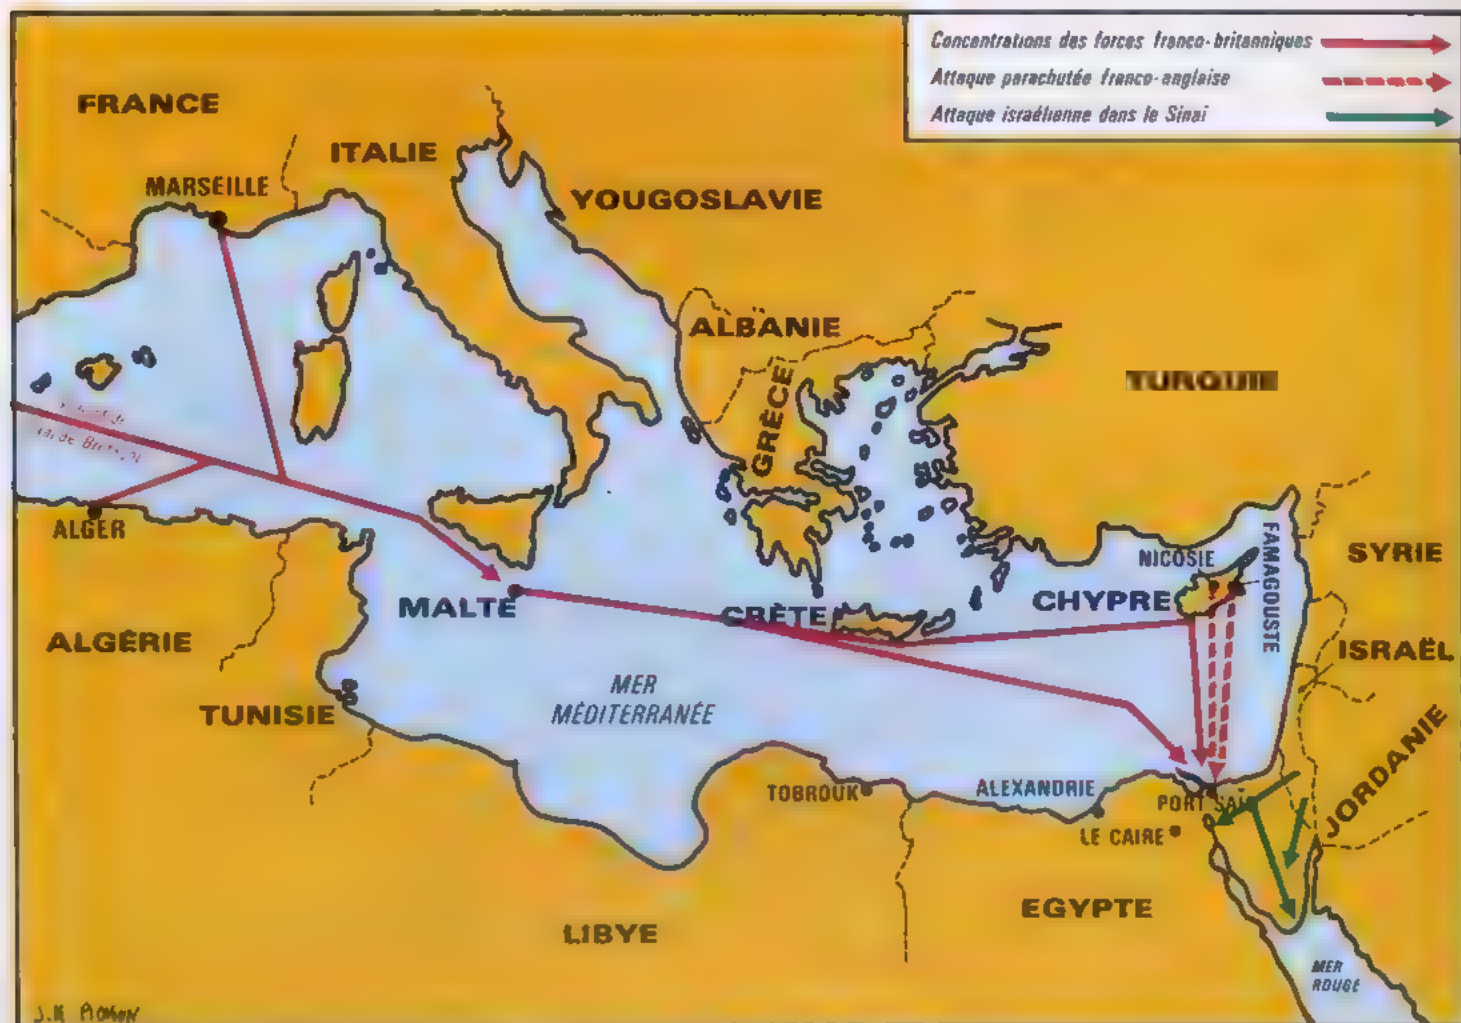 Concentrations des forces franco-britanniques
Attaque parachutée franco-anglaise
Attaque israélienne dans le Sinai
FRANCE
ITALIE
MARSEILLE
YOUGOSLAVIE
ALBANIE
GRÈCE
TURQUIE
ALGER
MALTE
CRÈTE
NICOSIE
CHYPRE
FAMAGOUSTE
SYRIE
ISRAËL
ALGÉRIE
TUNISIE
MER
MÉDITERRANÉE
JORDANIE
TOBROUK
ALEXANDRIE
PORT
LE CAIRE
EGYPTE
LIBYE
MER
ROUGE